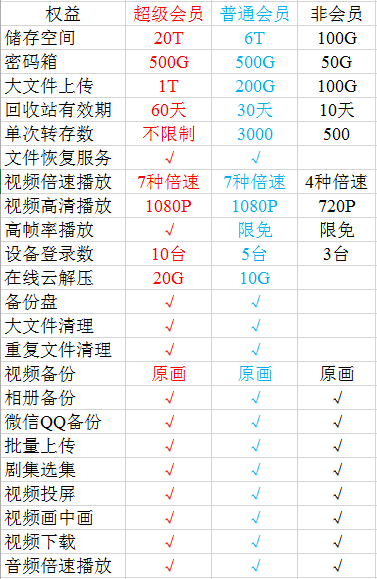 权益 超级会员 普通会员 非会员
储存空间 20T 6T 100G
密码箱 500G 500G 50G
大文件上传 1T 200G 100G
回收站有效期 60天 30天 10天
单次转存数 不限制 3000 500
文件恢复服务 √ √
视频倍速播放 7种倍速 7种倍速 4种倍速
视频高清播放 1080P 1080P 720P
高帧率播放 √ 限免 限免
设备登录数 10台 5台 3台
在线云解压 20G 10G
备份盘 √ √
大文件清理 √ √
重复文件清理 √ √
视频备份 原画 原画 原画
相册备份 √ √ √
微信QQ备份 √ √ √
批量上传 √ √ √
剧集选集 √ √ √
视频投屏 √ √ √
视频画中画 √ √ √
视频下载 √ √ √
音频倍速播放 √ √ √